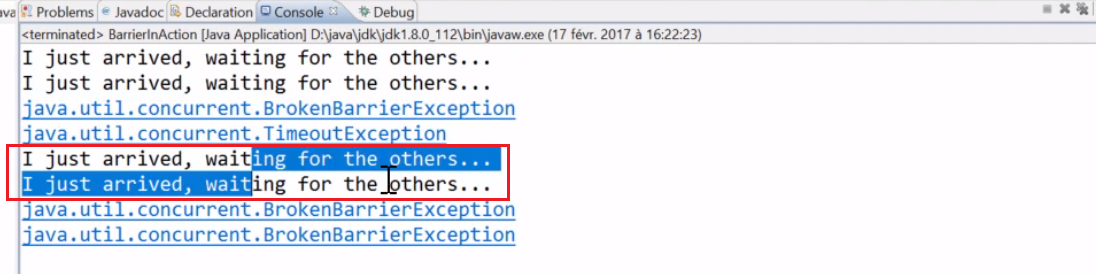 ava Problems Javadoc Declaration Console Debug
<terminated> BarrierInAction [Java Application] D:\java\jdk\jdk1.8.0_112\bin\javaw.exe (17 févr. 2017 à 16:22:23)
I just arrived, waiting for the others...
I just arrived, waiting for the others...
java.util.concurrent.BrokenBarrierException
java.util.concurrent.TimeoutException
I just arrived, waiting for the others...
I just arrived, waiting for the others...
java.util.concurrent.BrokenBarrierException
java.util.concurrent.BrokenBarrierException